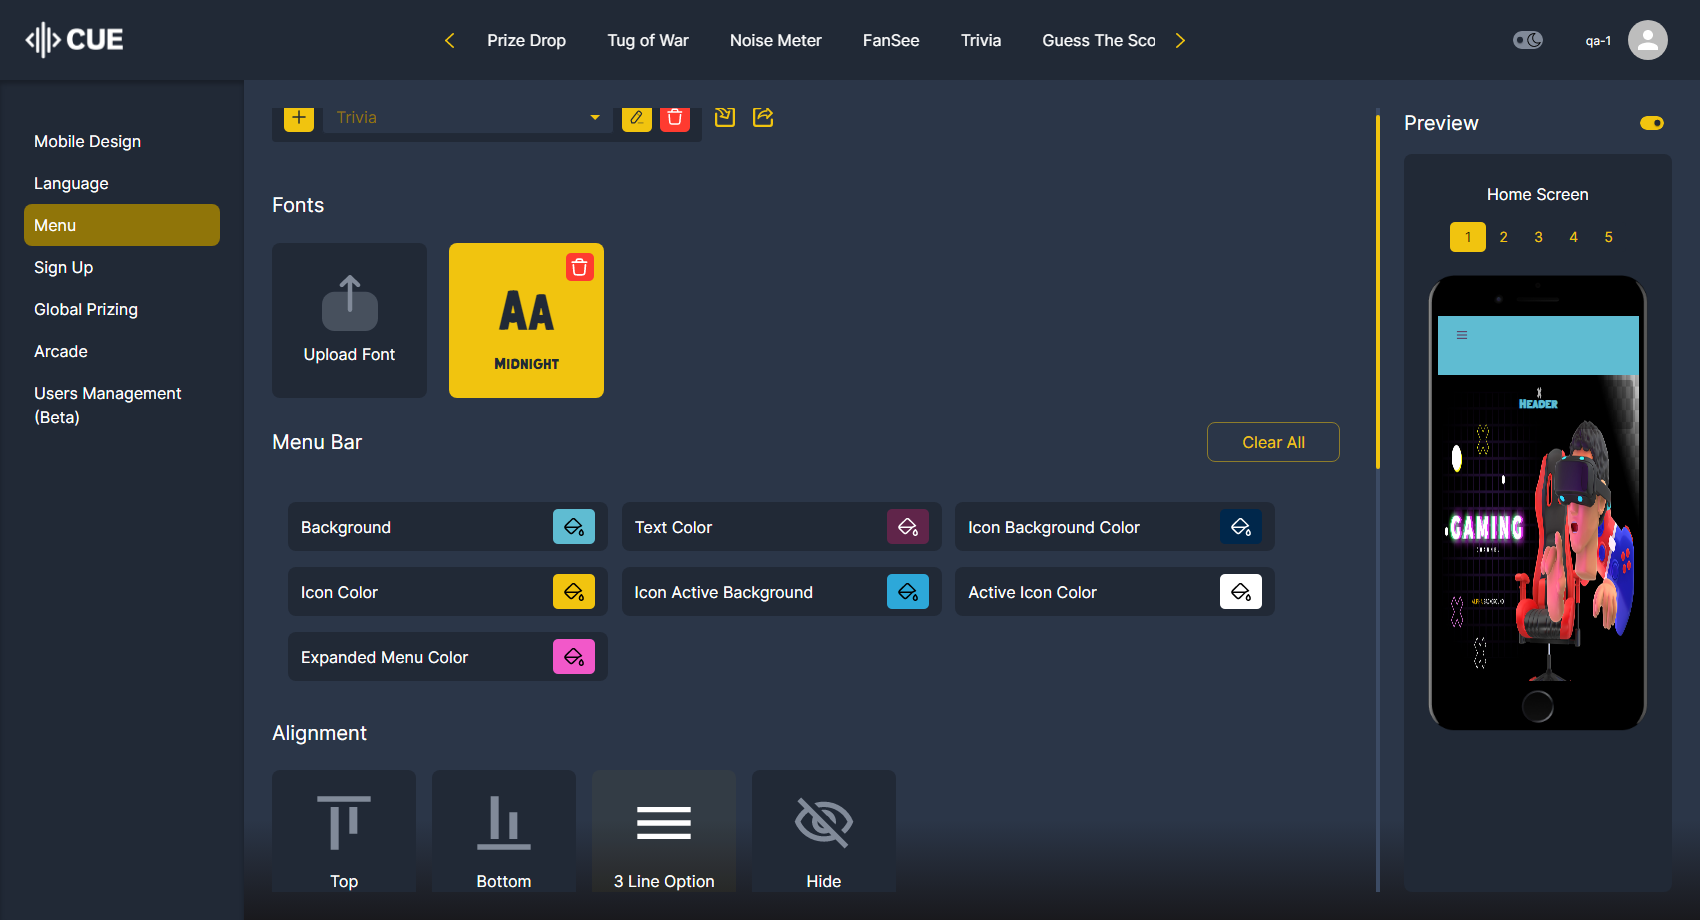 CUE
Prize Drop
Tug of War
Noise Meter
FanSee
Trivia
Guess The Sco
qa-1
Mobile Design
Language
Menu
Sign Up
Global Prizing
Arcade
Users Management
(Beta)
Trivia
Fonts
Upload Font
AA
MIDNIGHT
Menu Bar
Clear All
Background
Text Color
Icon Background Color
Icon Color
Icon Active Background
Active Icon Color
Expanded Menu Color
Alignment
Top
Bottom
3 Line Option
Hide
Preview
Home Screen
1 2 3 4 5
HEADER
GAMING